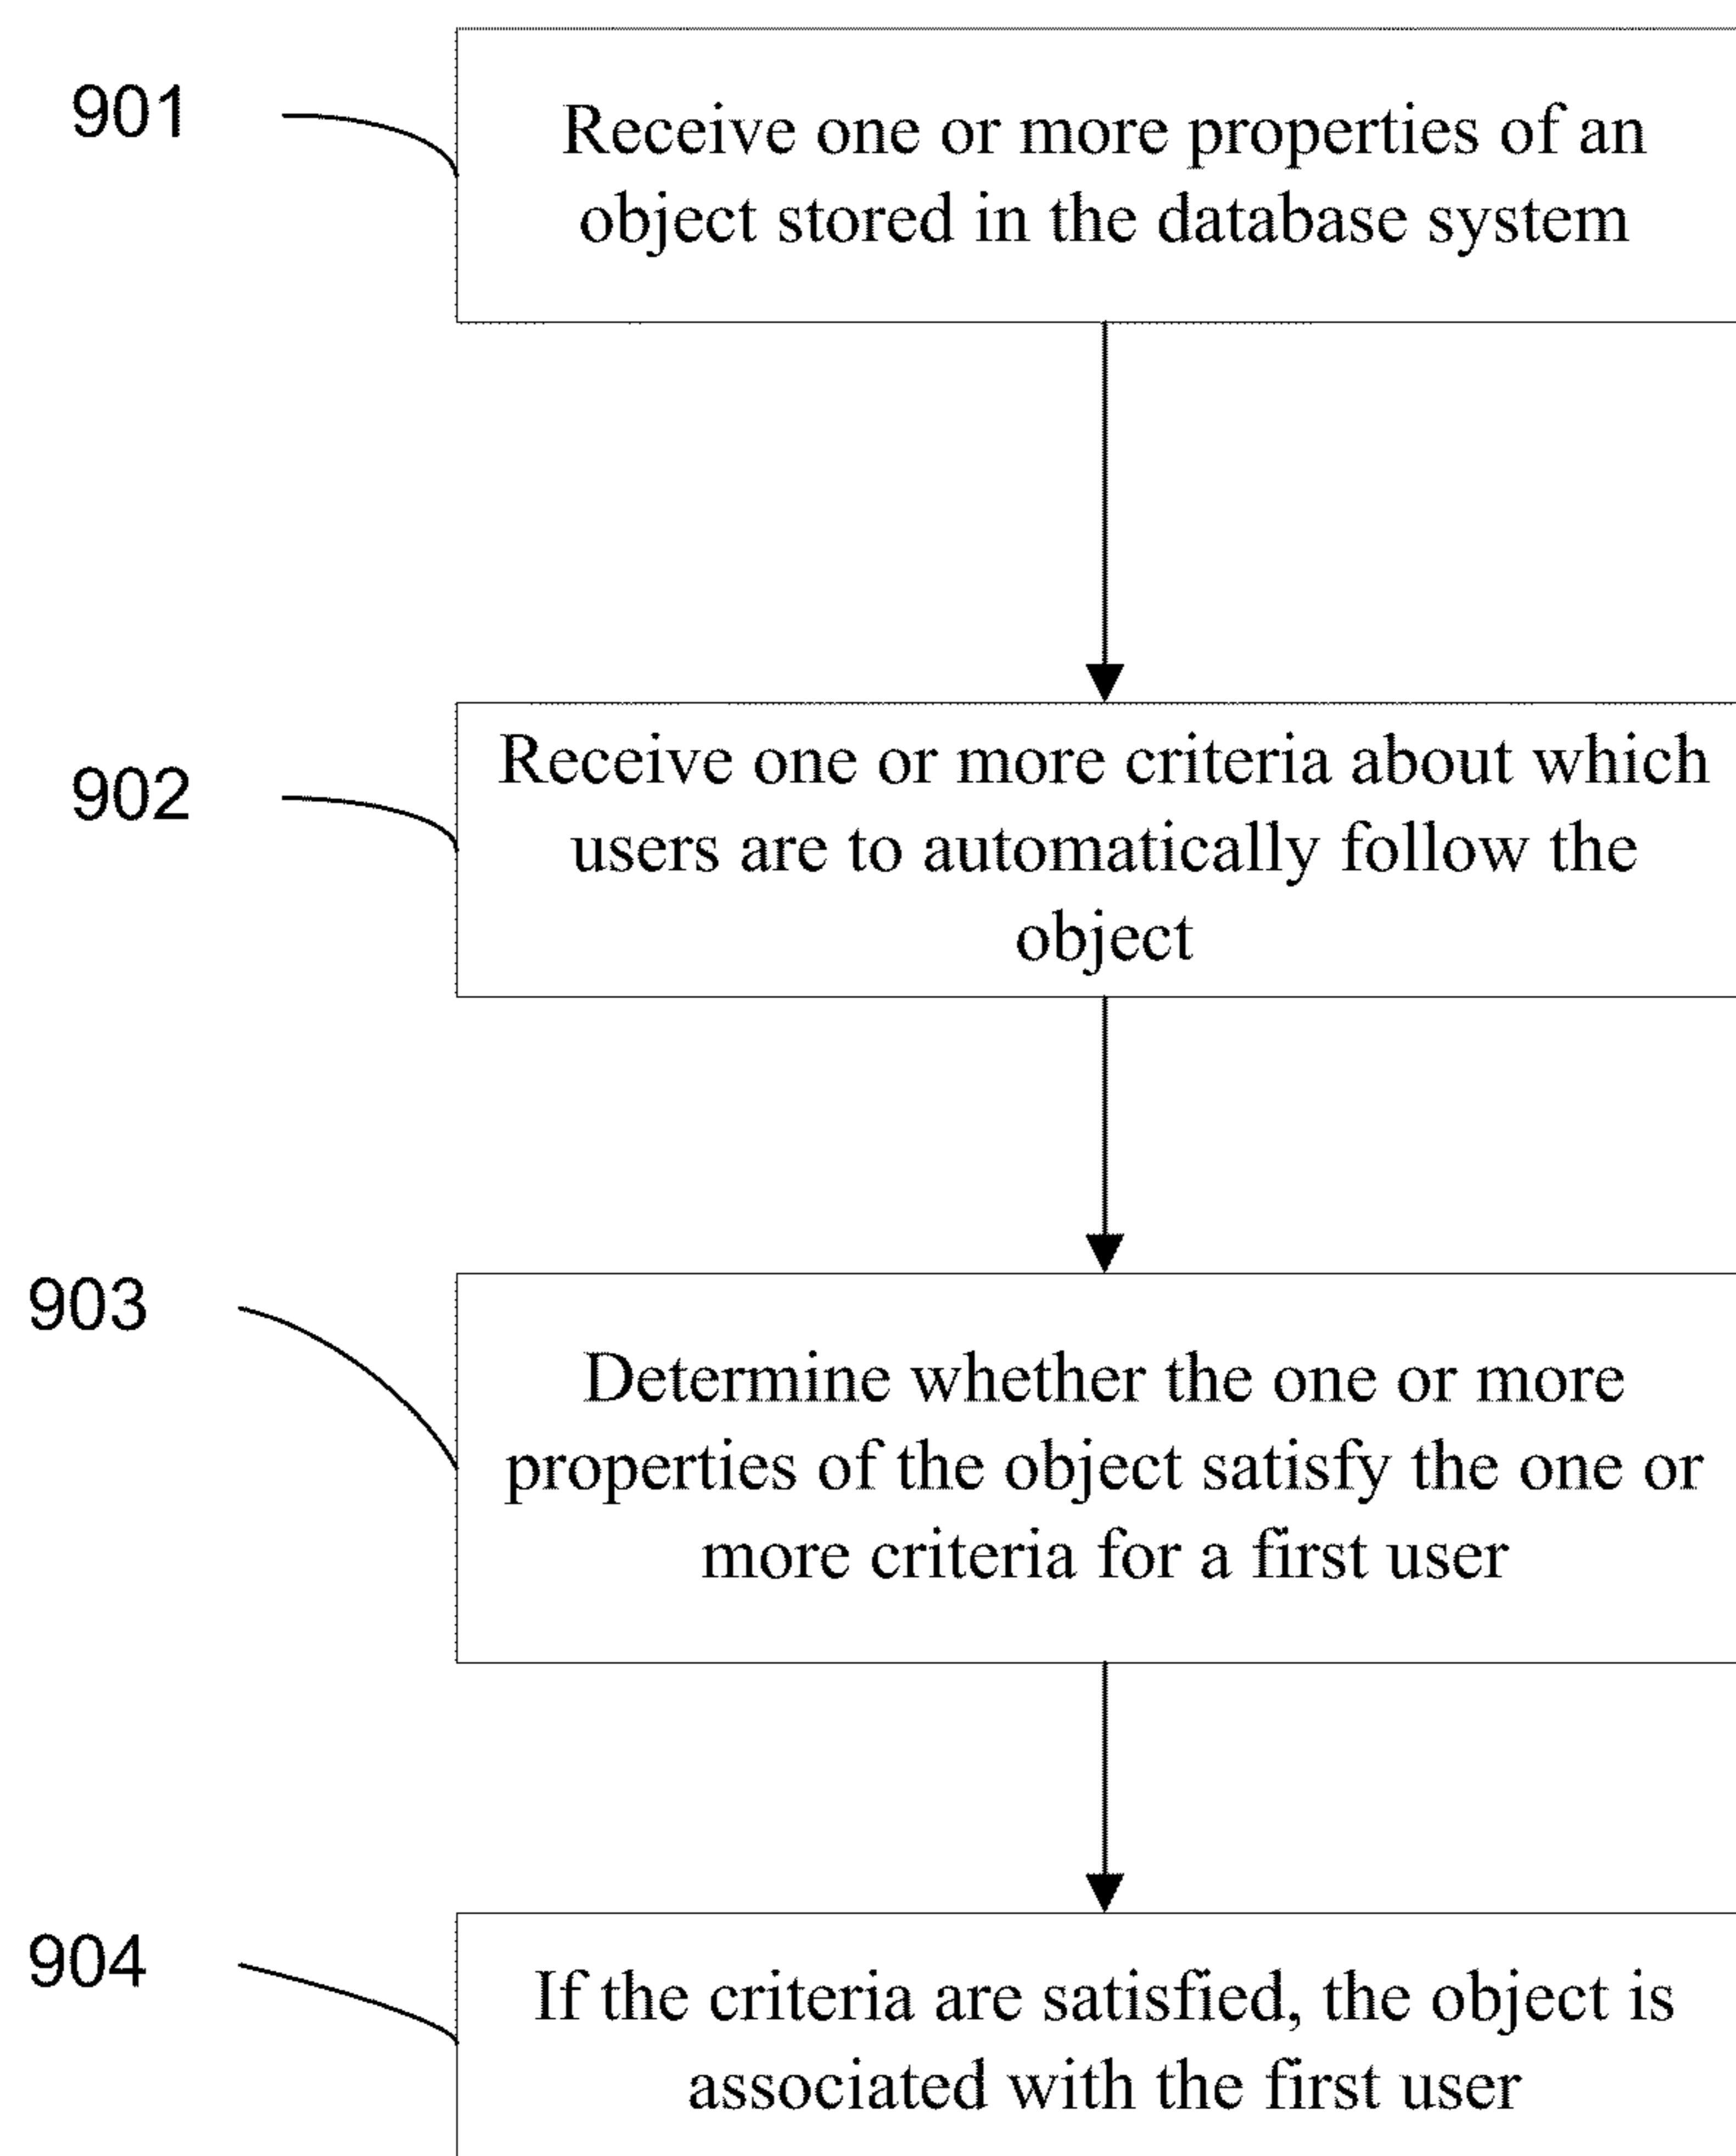 901
Receive one or more properties of an
object stored in the database system
902
Receive one or more criteria about which
users are to automatically follow the
object
903
Determine whether the one or more
properties of the object satisfy the one or
more criteria for a first user
904
If the criteria are satisfied, the object is
associated with the first user